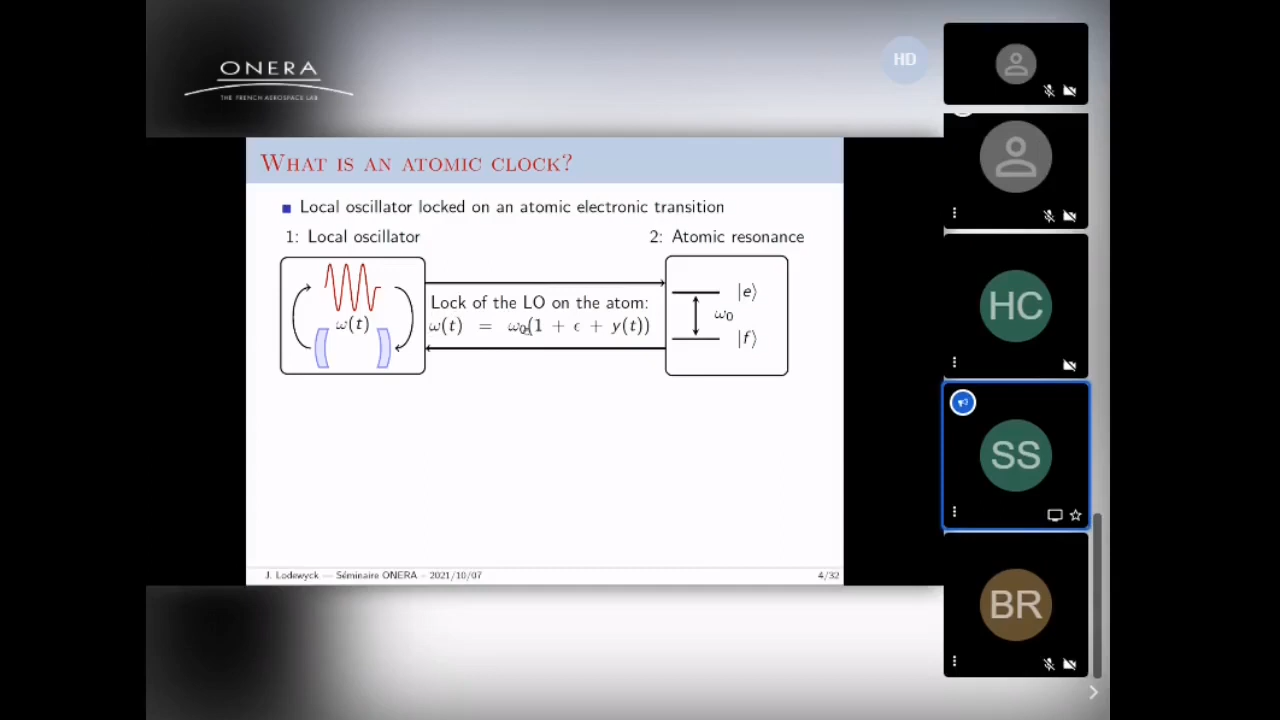 ONERA
THE FRENCH AEROSPACE LAB
HD
WHAT IS AN ATOMIC CLOCK?
Local oscillator locked on an atomic electronic transition
1: Local oscillator
2: Atomic resonance
ω(t)
Lock of the LO on the atom:
ω(t) = ω₀(1 + ϵ + y(t))
|e⟩
ω₀
|f⟩
J. Lodewyck — Séminaire ONERA - 2021/10/07
4/32
HC
SS
BR